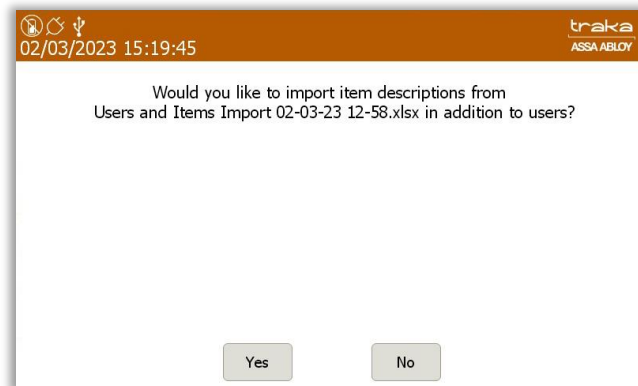 traka
02/03/2023 15:19:45
ASSA ABLOY
Would you like to import item descriptions from
Users and Items Import 02-03-23 12-58.xlsx in addition to users?
Yes
No